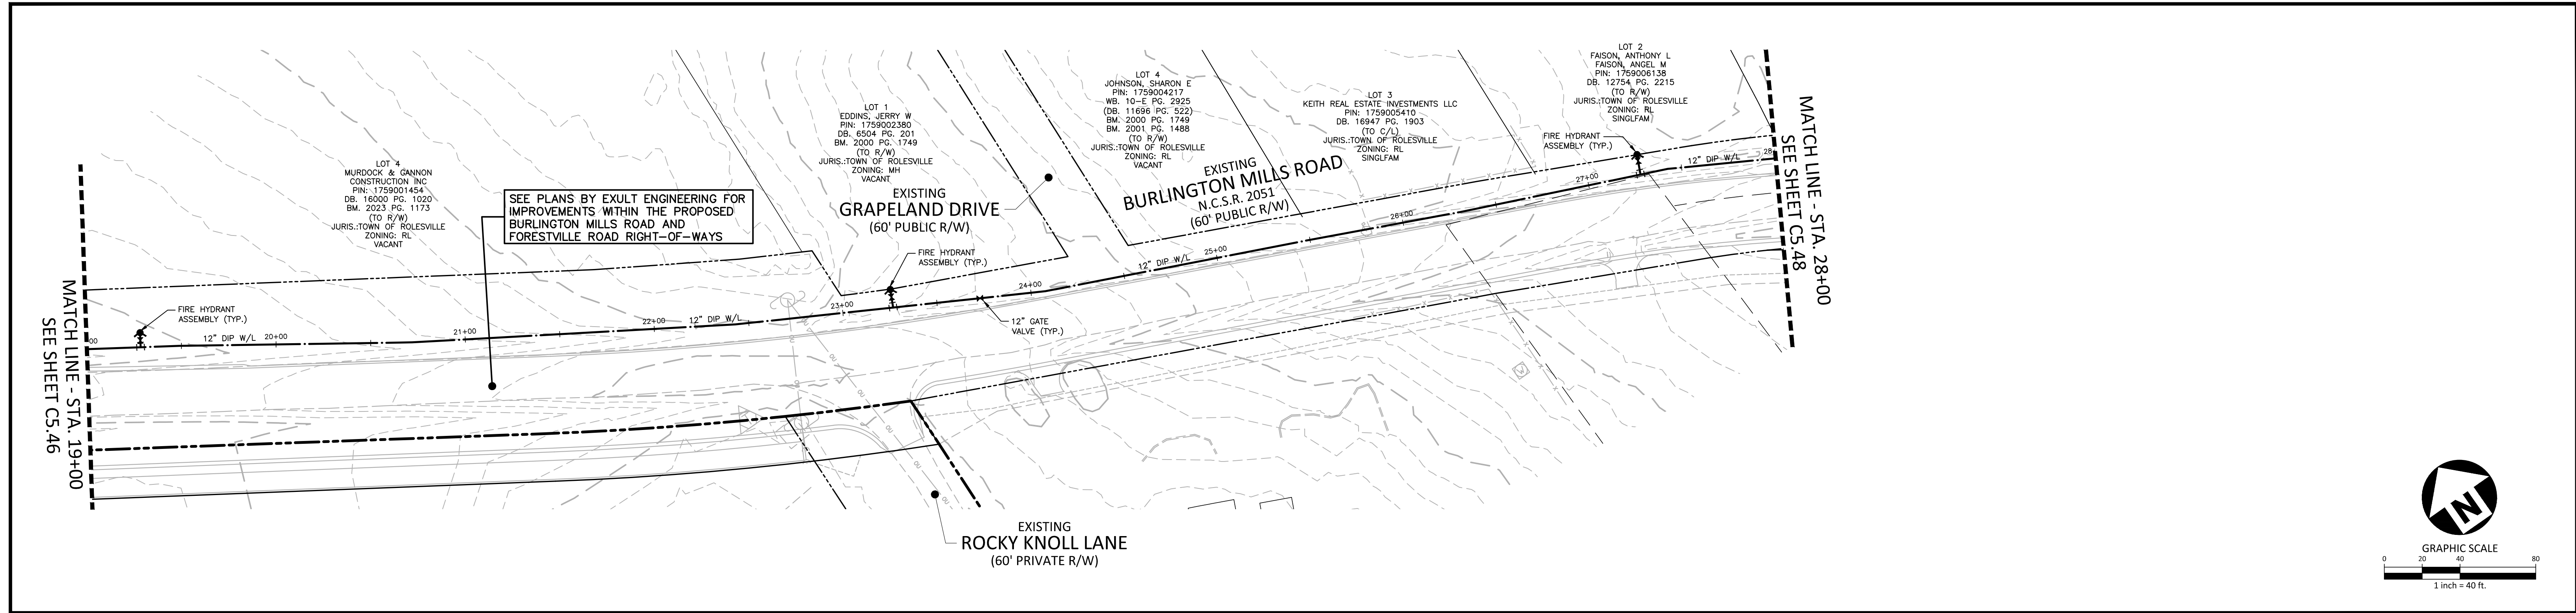 LOT 4
MURDOCK & GANNON
CONSTRUCTION INC
PIN: 1759001454
DB. 16000 PG. 1020
BM. 2023 PG. 1173
(TO R/W)
JURIS.:TOWN OF ROLESVILLE
ZONING: RL
VACANT
SEE PLANS BY EXULT ENGINEERING FOR
IMPROVEMENTS WITHIN THE PROPOSED
BURLINGTON MILLS ROAD AND
FORESTVILLE ROAD RIGHT-OF-WAYS
LOT 1
EDDINS, JERRY W
PIN: 1759002380
DB. 6504 PG. 201
BM. 2000 PG. 1749
(TO R/W)
JURIS.:TOWN OF ROLESVILLE
ZONING: MH
VACANT
EXISTING
GRAPELAND DRIVE
(60' PUBLIC R/W)
LOT 4
JOHNSON, SHARON E
PIN: 1759004217
WB. 10-E PG. 2925
(DB. 11696 PG. 522)
BM. 2000 PG. 1749
BM. 2001 PG. 1488
(TO R/W)
JURIS.:TOWN OF ROLESVILLE
ZONING: RL
VACANT
EXISTING
BURLINGTON MILLS ROAD
N.C.S.R. 2051
(60' PUBLIC R/W)
LOT 3
KEITH REAL ESTATE INVESTMENTS LLC
PIN: 1759005410
DB. 16947 PG. 1903
(TO C/L)
JURIS.:TOWN OF ROLESVILLE
ZONING: RL
SINGLFAM
LOT 2
FAISON, ANTHONY L
FAISON, ANGEL M
PIN: 1759006138
DB. 12754 PG. 2215
(TO R/W)
JURIS.:TOWN OF ROLESVILLE
ZONING: RL
SINGLFAM
FIRE HYDRANT
ASSEMBLY (TYP.)
MATCH LINE - STA. 28+00
SEE SHEET C5.48
MATCH LINE - STA. 19+00
SEE SHEET C5.46
FIRE HYDRANT
ASSEMBLY (TYP.)
FIRE HYDRANT
ASSEMBLY (TYP.)
00
12" DIP W/L
20+00
21+00
22+00
12" DIP W/L
23+00
24+00
12" DIP W/L
25+00
26+00
27+00
12" DIP W/L
28
12" GATE
VALVE (TYP.)
OU
OU
OU
OU
OU
OU
OU
EXISTING
ROCKY KNOLL LANE
(60' PRIVATE R/W)
N
GRAPHIC SCALE
0 20 40 80
1 inch = 40 ft.